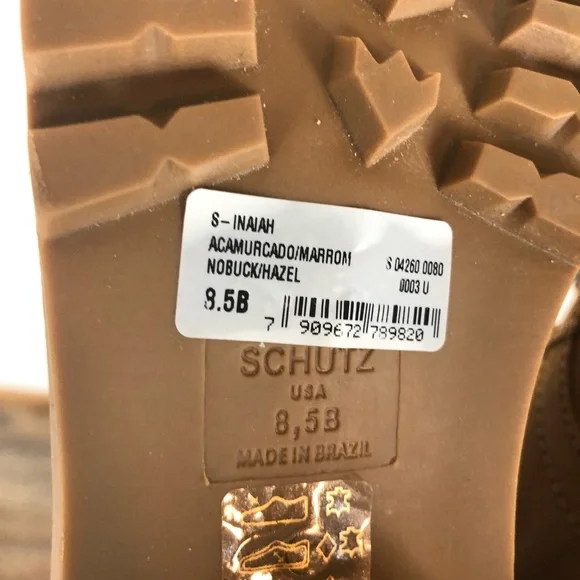 S- INAIAH
ACAMURCADO/MARROM
NOBUCK/HAZEL
S 04260 0080
0003 U
8.5B
7 909672 789820
SCHUTZ
USA
8,5B
MADE IN BRAZIL